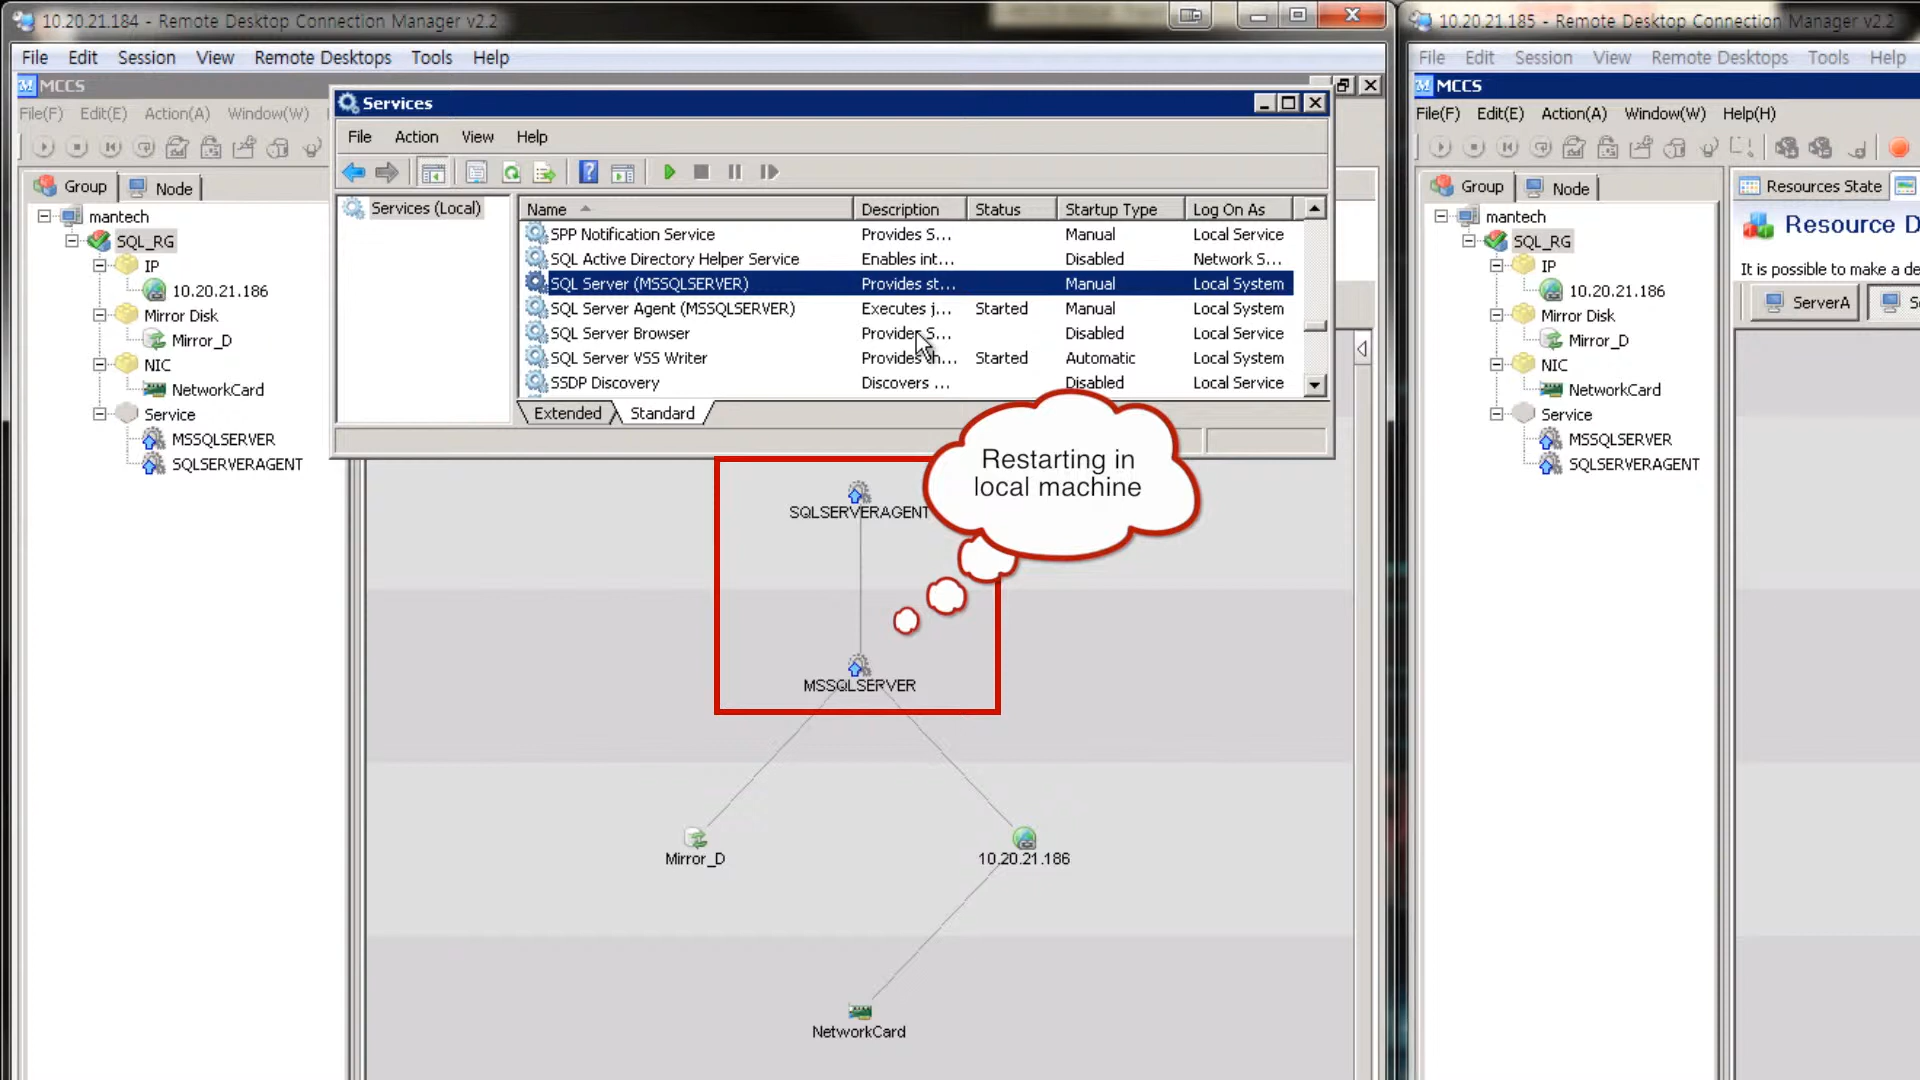 10.20.21.184 - Remote Desktop Connection Manager v2.2
File Edit Session View Remote Desktops Tools Help
MCCS
File(F) Edit(E) Action(A) Window(W)
Group Node
mantech
SQL_RG
IP
10.20.21.186
Mirror Disk
Mirror_D
NIC
NetworkCard
Service
MSSQLSERVER
SQLSERVERAGENT
Services
File Action View Help
Services (Local)
Name Description Status Startup Type Log On As
SPP Notification Service Provides S... Manual Local Service
SQL Active Directory Helper Service Enables int... Disabled Network S...
SQL Server (MSSQLSERVER) Provides st... Manual Local System
SQL Server Agent (MSSQLSERVER) Executes j... Started Manual Local System
SQL Server Browser Provides S... Disabled Local Service
SQL Server VSS Writer Provides th... Started Automatic Local System
SSDP Discovery Discovers ... Disabled Local Service
Extended Standard
Restarting in
local machine
SQLSERVERAGENT
MSSQLSERVER
Mirror_D
10.20.21.186
NetworkCard
10.20.21.185 - Remote Desktop Connection Manager v2.2
File Edit Session View Remote Desktops Tools Help
MCCS
File(F) Edit(E) Action(A) Window(W) Help(H)
Group Node
mantech
SQL_RG
IP
10.20.21.186
Mirror Disk
Mirror_D
NIC
NetworkCard
Service
MSSQLSERVER
SQLSERVERAGENT
Resources State
Resource D
It is possible to make a de
ServerA